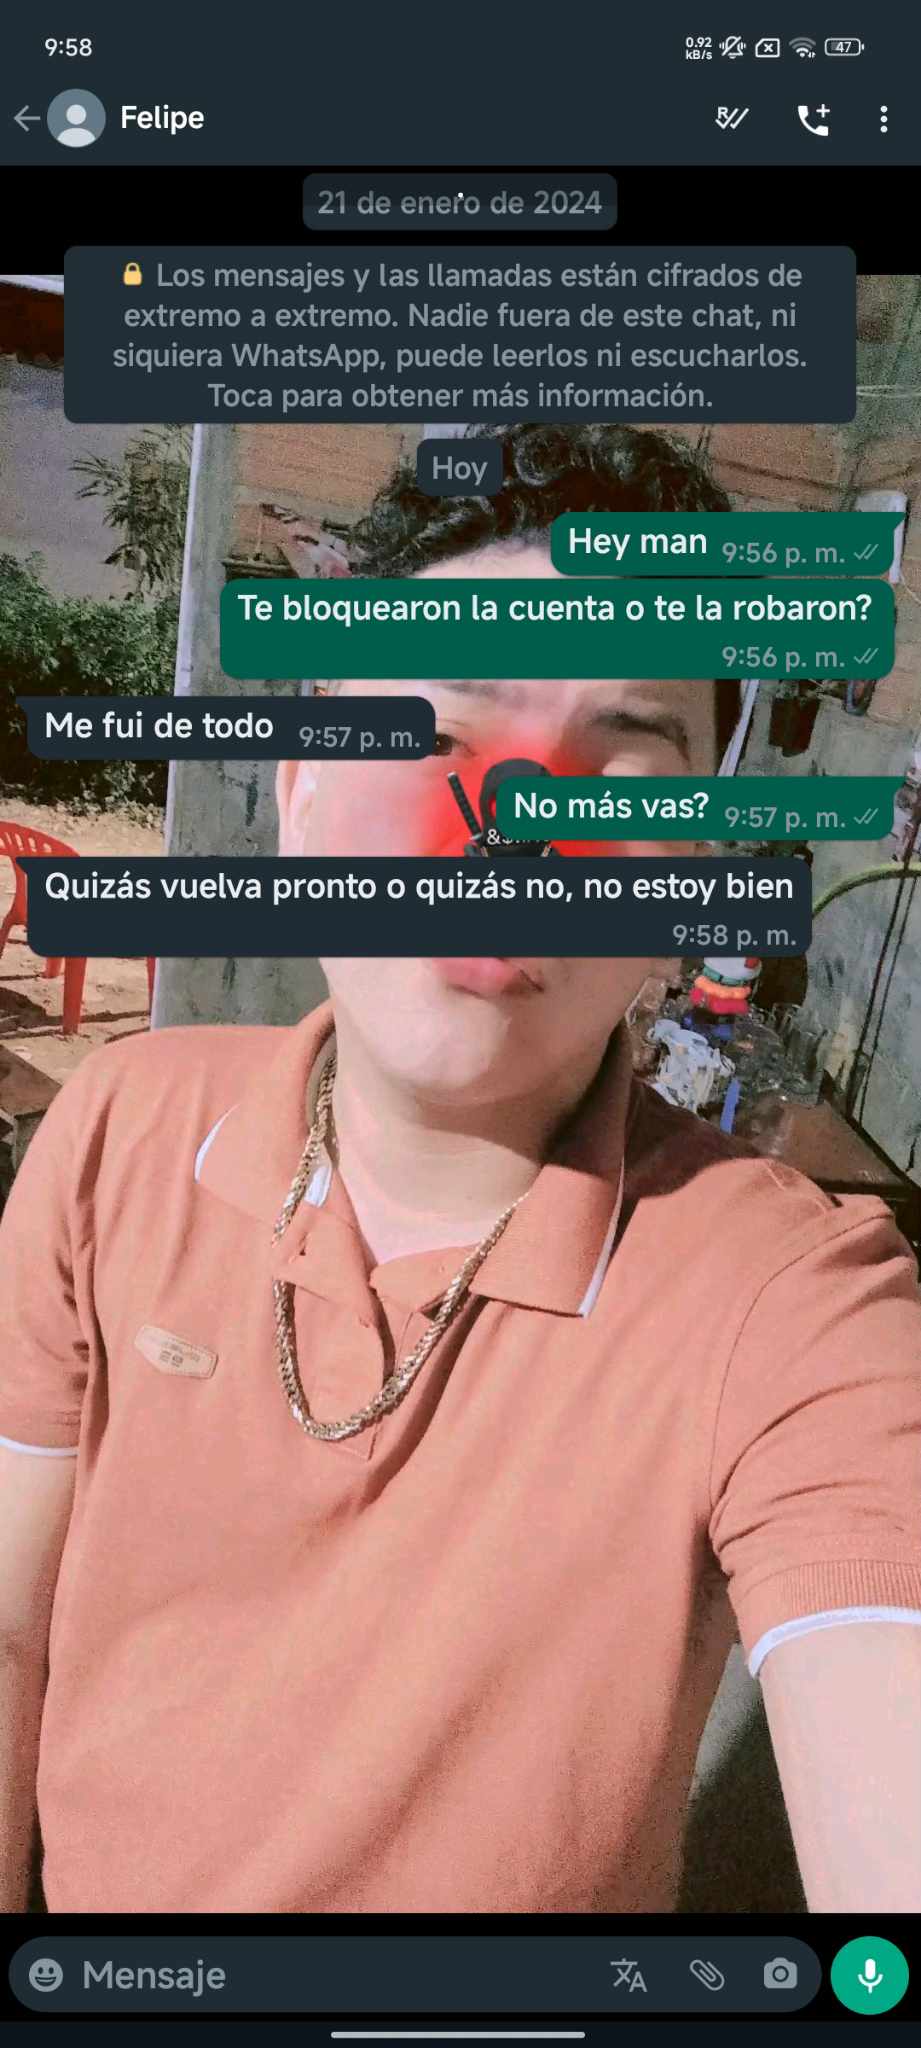 9:58
0.92
kB/s
47
Felipe
21 de enero de 2024
Los mensajes y las llamadas están cifrados de
extremo a extremo. Nadie fuera de este chat, ni
siquiera WhatsApp, puede leerlos ni escucharlos.
Toca para obtener más información.
Hoy
Hey man 9:56 p. m.
Te bloquearon la cuenta o te la robaron?
9:56 p. m.
Me fui de todo 9:57 p. m.
No más vas? 9:57 p. m.
Quizás vuelva pronto o quizás no, no estoy bien
9:58 p. m.
Mensaje